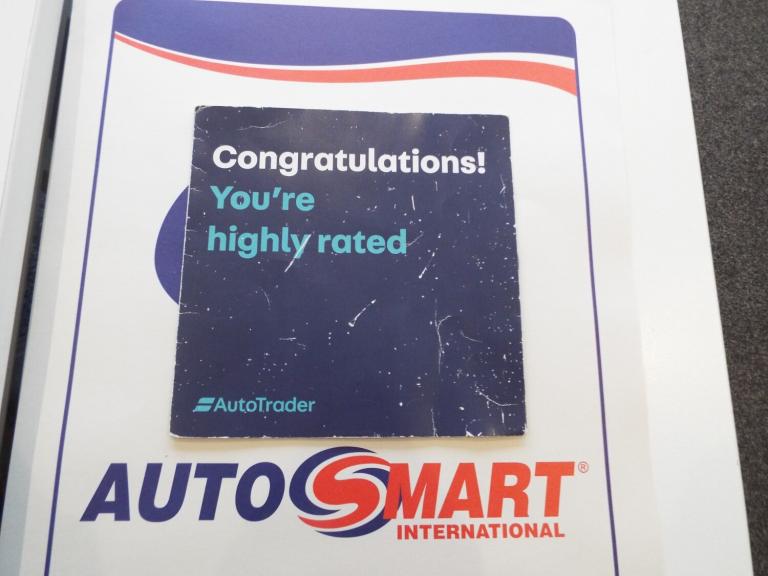 Congratulations!
You're
highly rated
AutoTrader
AUTOSMART®
INTERNATIONAL